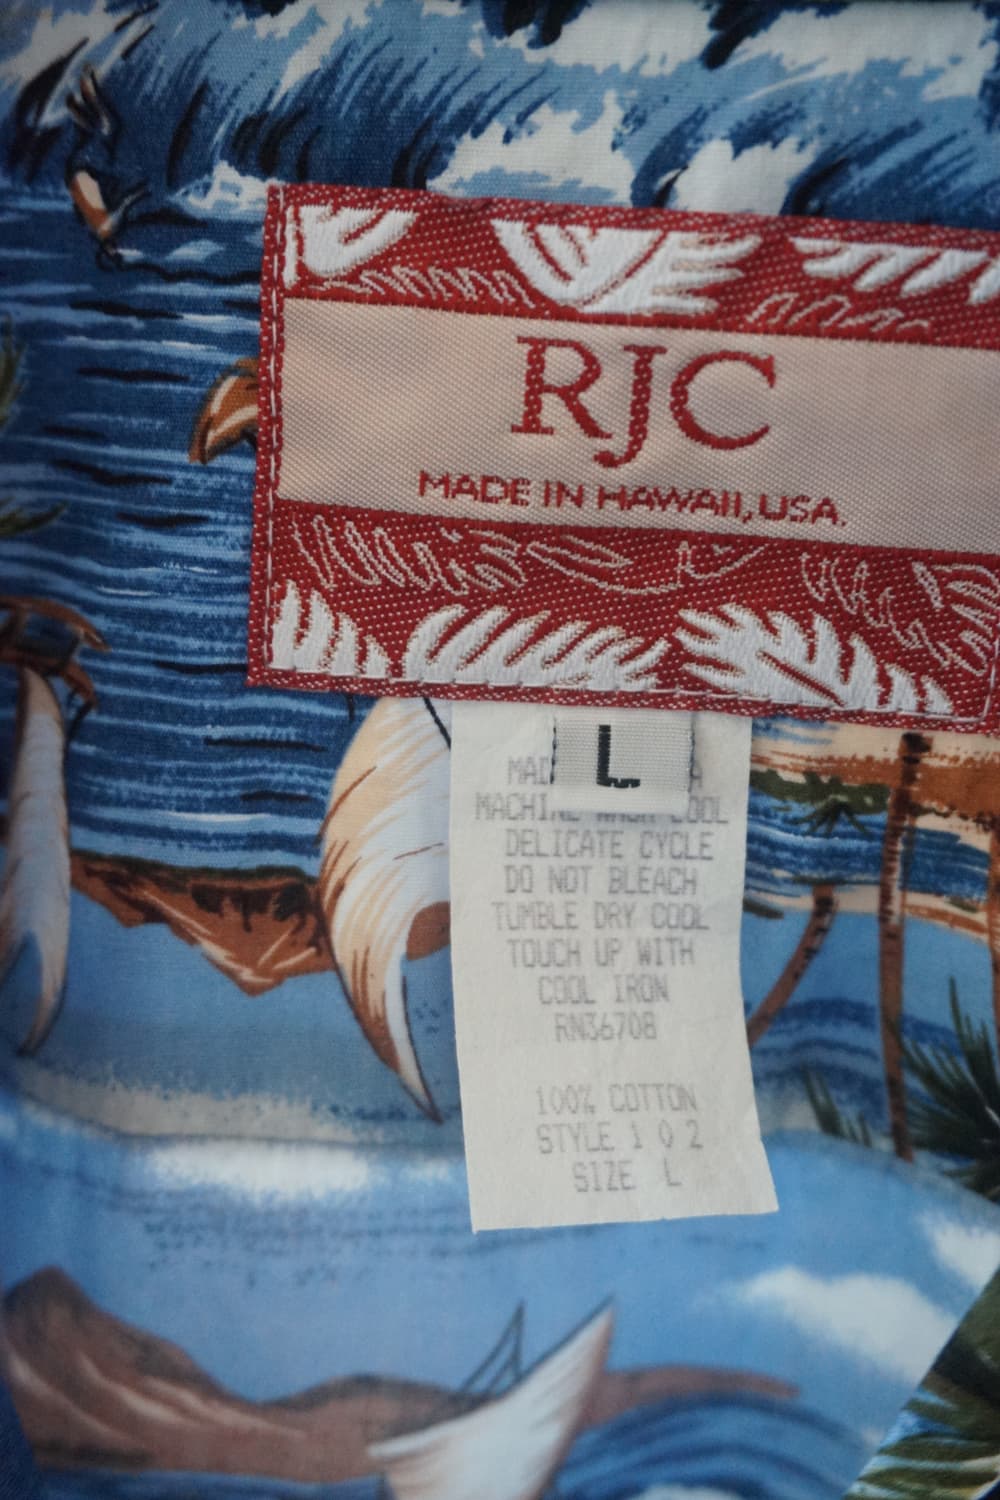 RJC
MADE IN HAWAII, USA.
L
DELICATE CYCLE
DO NOT BLEACH
TUMBLE DRY COOL
TOUCH UP WITH
COOL IRON
RN36708
100% COTTON
STYLE 1 0 2
SIZE L